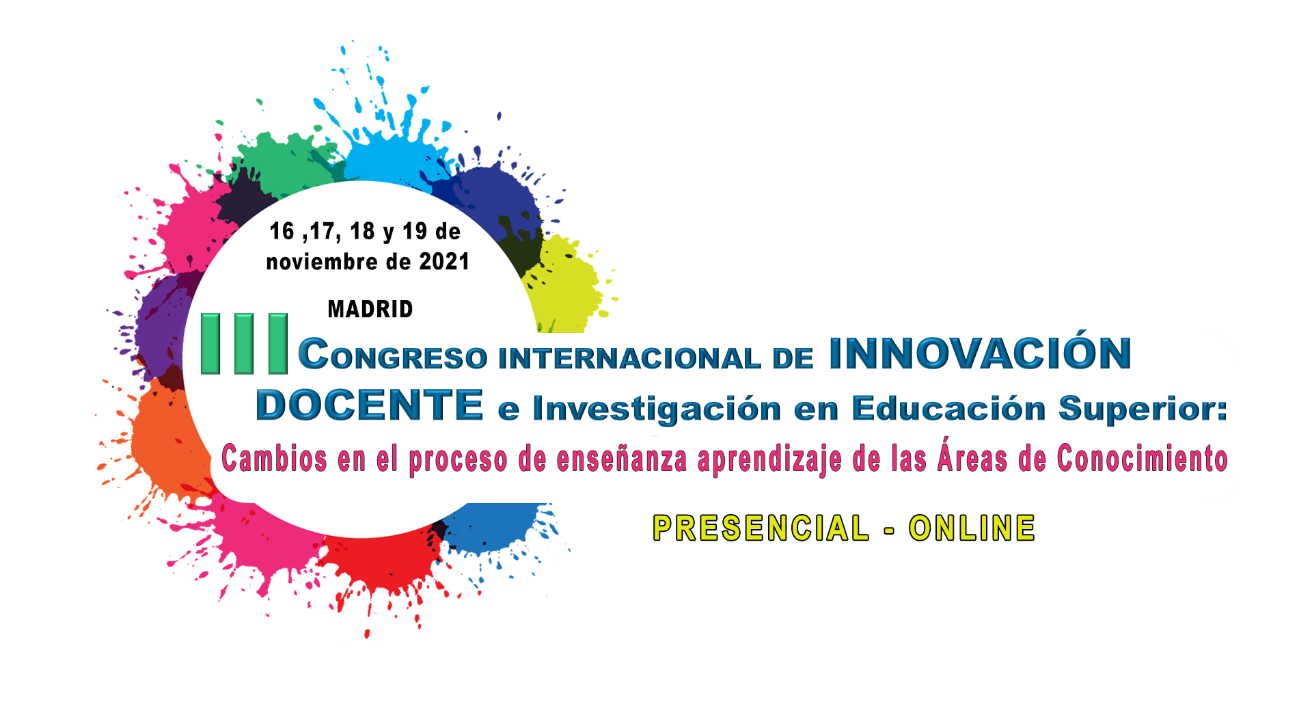 16 ,17, 18 y 19 de
noviembre de 2021
MADRID
III CONGRESO INTERNACIONAL DE INNOVACIÓN
DOCENTE e Investigación en Educación Superior:
Cambios en el proceso de enseñanza aprendizaje de las Áreas de Conocimiento
PRESENCIAL - ONLINE